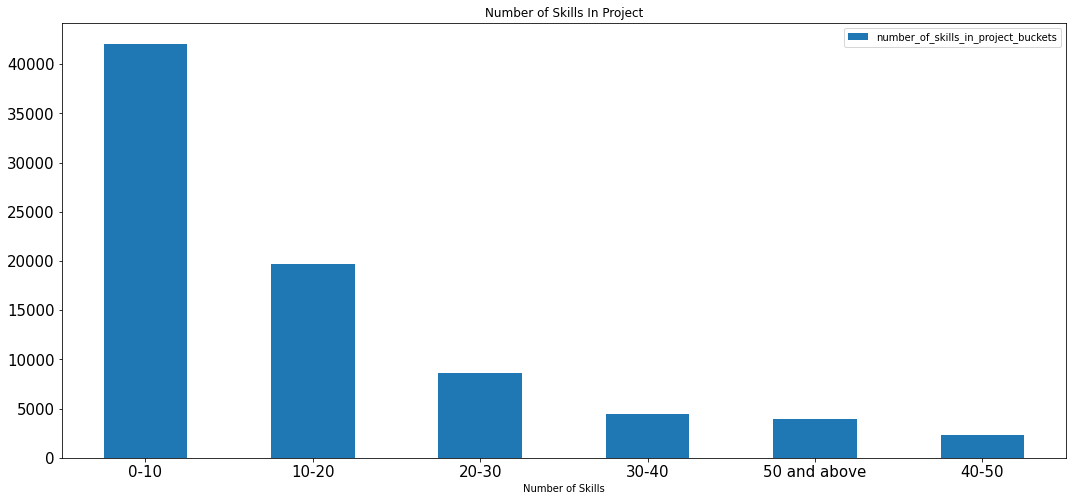 Number of Skills In Project
number_of_skills_in_project_buckets
40000
35000
30000
25000
20000
15000
10000
5000
0
0-10 10-20 20-30 30-40 50 and above 40-50
Number of Skills